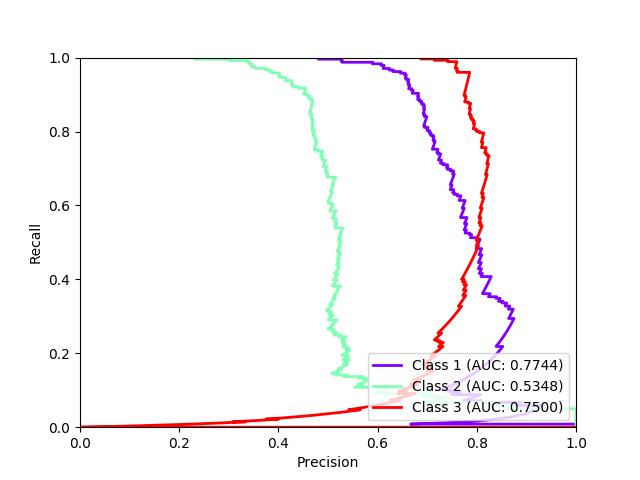 1.0
0.8
0.6
0.4
0.2
0.0
Recall
0.0 0.2 0.4 0.6 0.8 1.0
Precision
Class 1 (AUC: 0.7744)
Class 2 (AUC: 0.5348)
Class 3 (AUC: 0.7500)